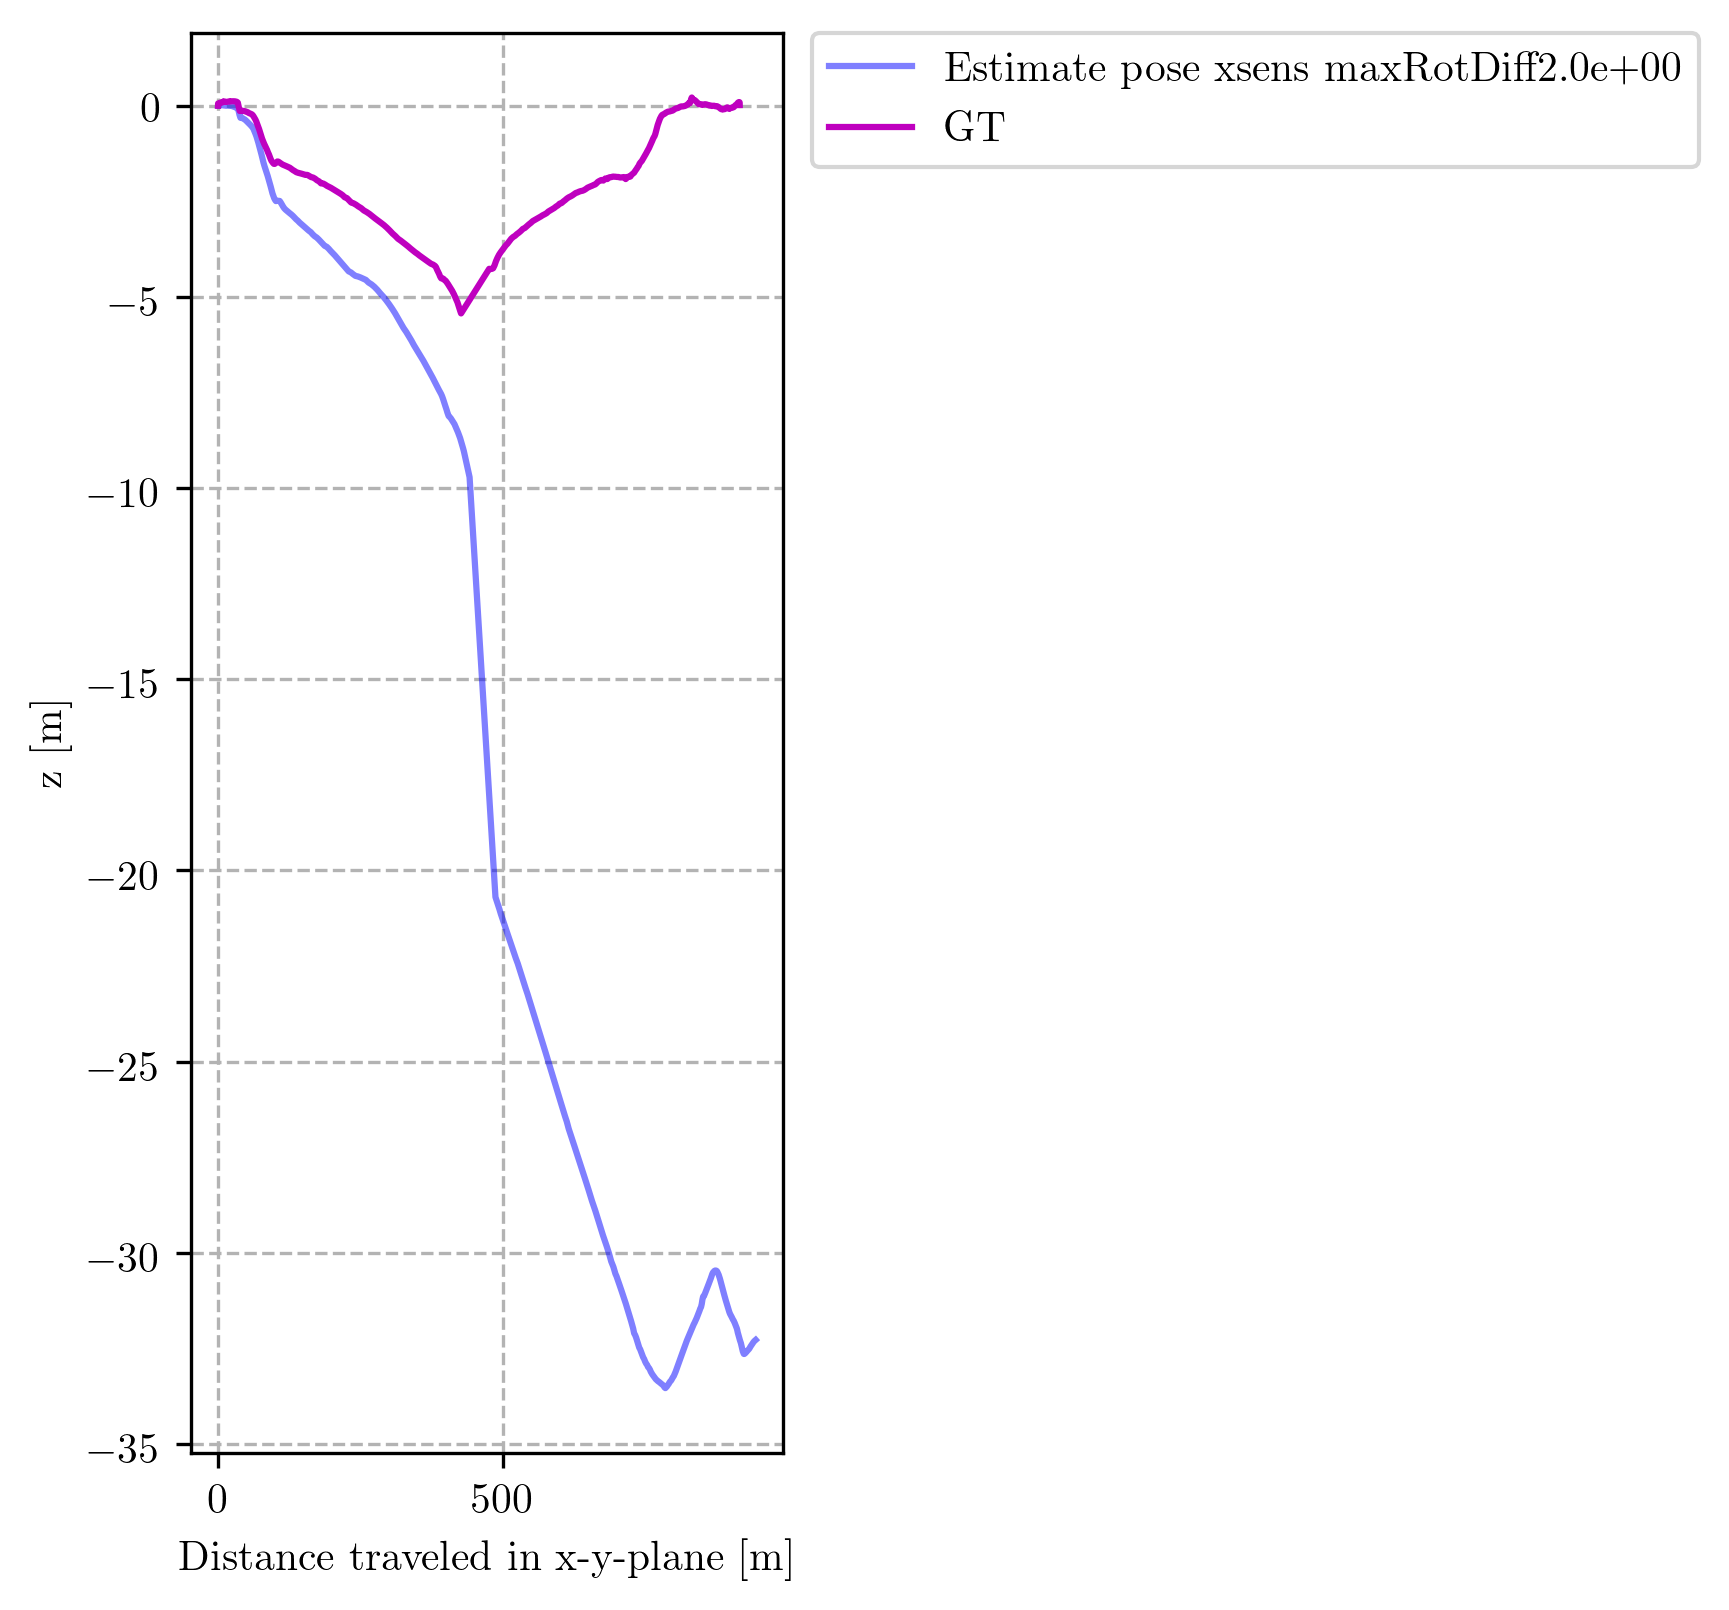 Estimate pose xsens maxRotDiff2.0e+00
GT
0
−5
−10
−15
−20
−25
−30
−35
z [m]
0 500
Distance traveled in x-y-plane [m]